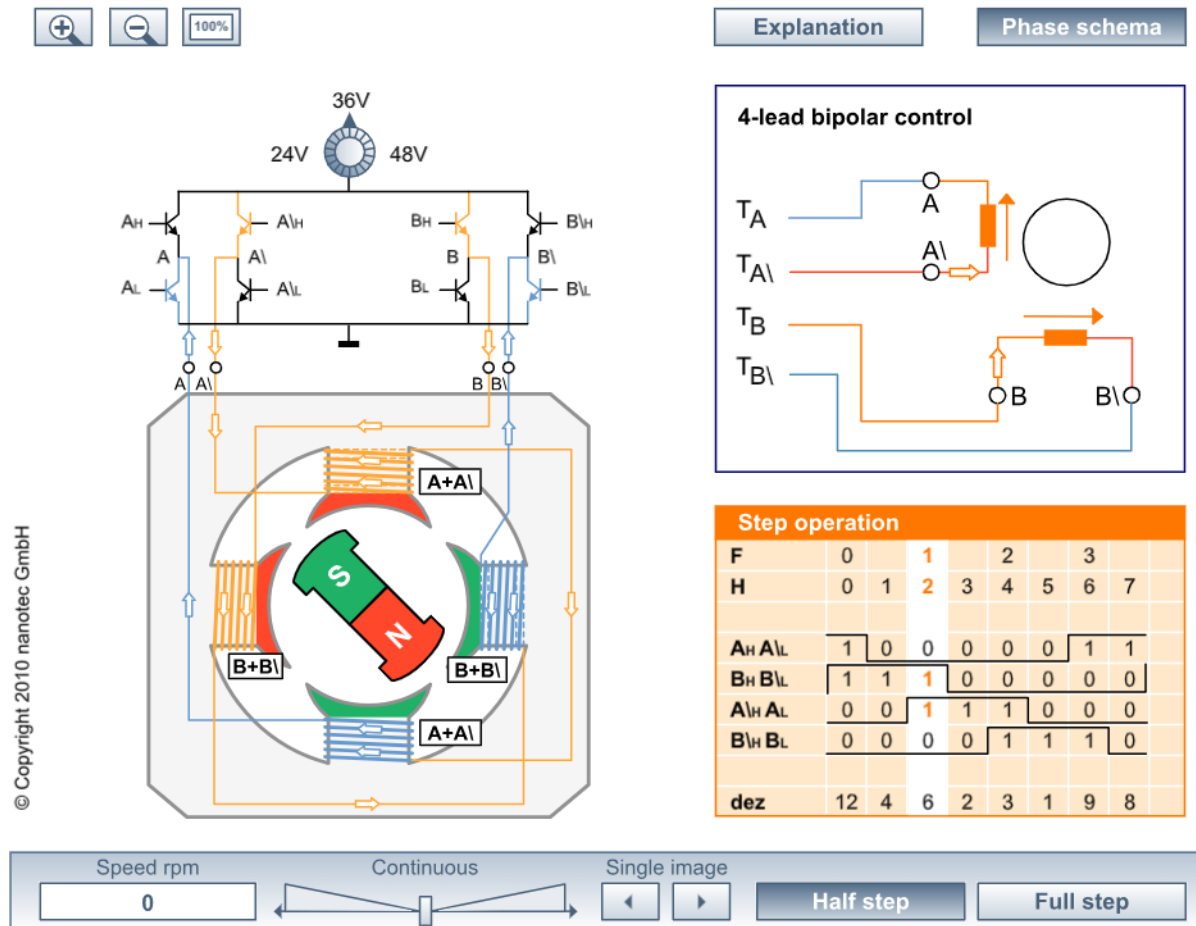 100%
Explanation
Phase schema
36V
24V
48V
AH
A\H
BH
B\H
A
A\
B
B\
AL
A\L
BL
B\L
A
A\
B
B\
A+A\
B+B\
B+B\
A+A\
S
N
© Copyright 2010 nanotec GmbH
4-lead bipolar control
TA
A
TA\
A\
TB
TB\
B
B\
Step operation
F 0 1 2 3
H 0 1 2 3 4 5 6 7
AH A\L 1 0 0 0 0 0 1 1
BH B\L 1 1 1 0 0 0 0 0
A\H AL 0 0 1 1 1 0 0 0
B\H BL 0 0 0 0 1 1 1 0
dez 12 4 6 2 3 1 9 8
Speed rpm
0
Continuous
Single image
Half step
Full step